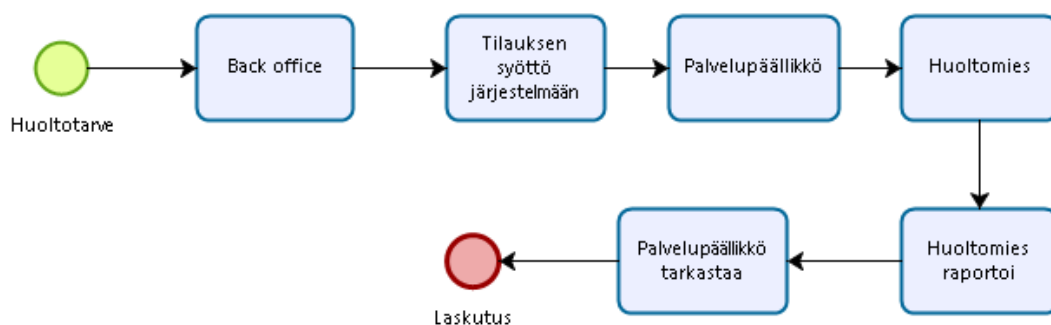 Huoltotarve
Back office
Tilauksen
syöttö
järjestelmään
Palvelupäällikkö
Huoltomies
Huoltomies
raportoi
Palvelupäällikkö
tarkastaa
Laskutus